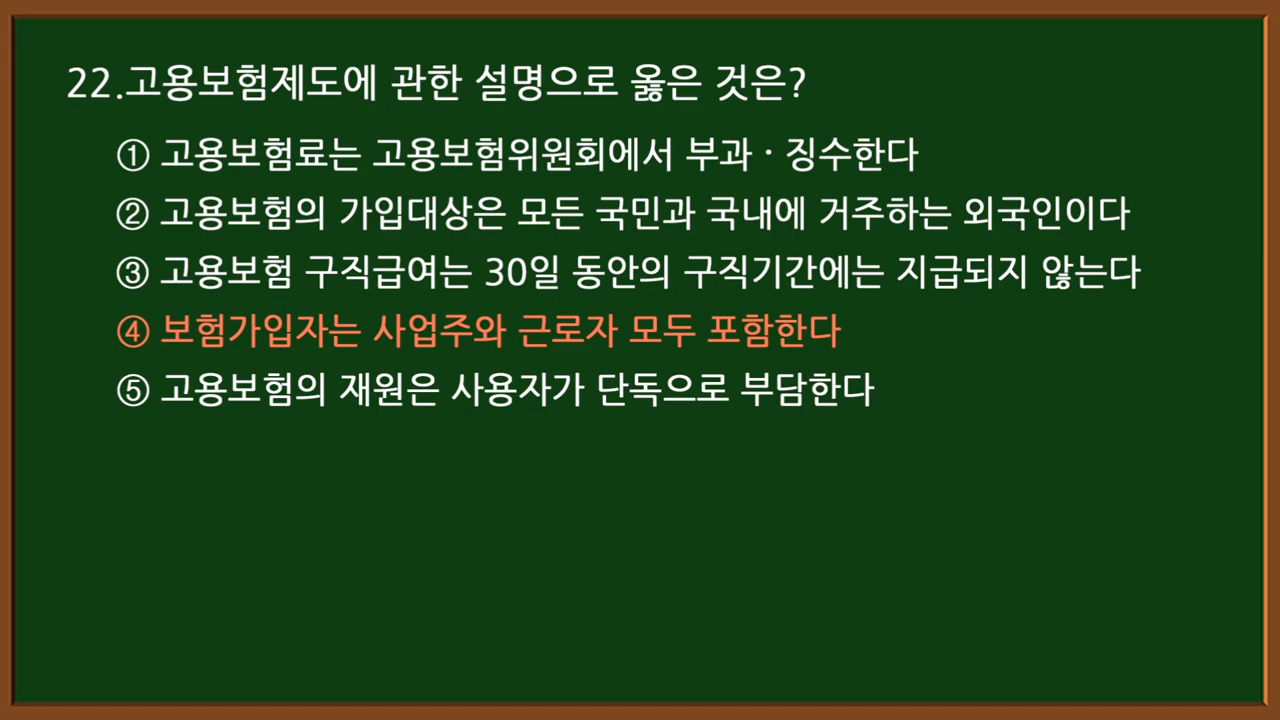 22.고용보험제도에 관한 설명으로 옳은 것은?
① 고용보험료는 고용보험위원회에서 부과 · 징수한다
② 고용보험의 가입대상은 모든 국민과 국내에 거주하는 외국인이다
③ 고용보험 구직급여는 30일 동안의 구직기간에는 지급되지 않는다
④ 보험가입자는 사업주와 근로자 모두 포함한다
⑤ 고용보험의 재원은 사용자가 단독으로 부담한다